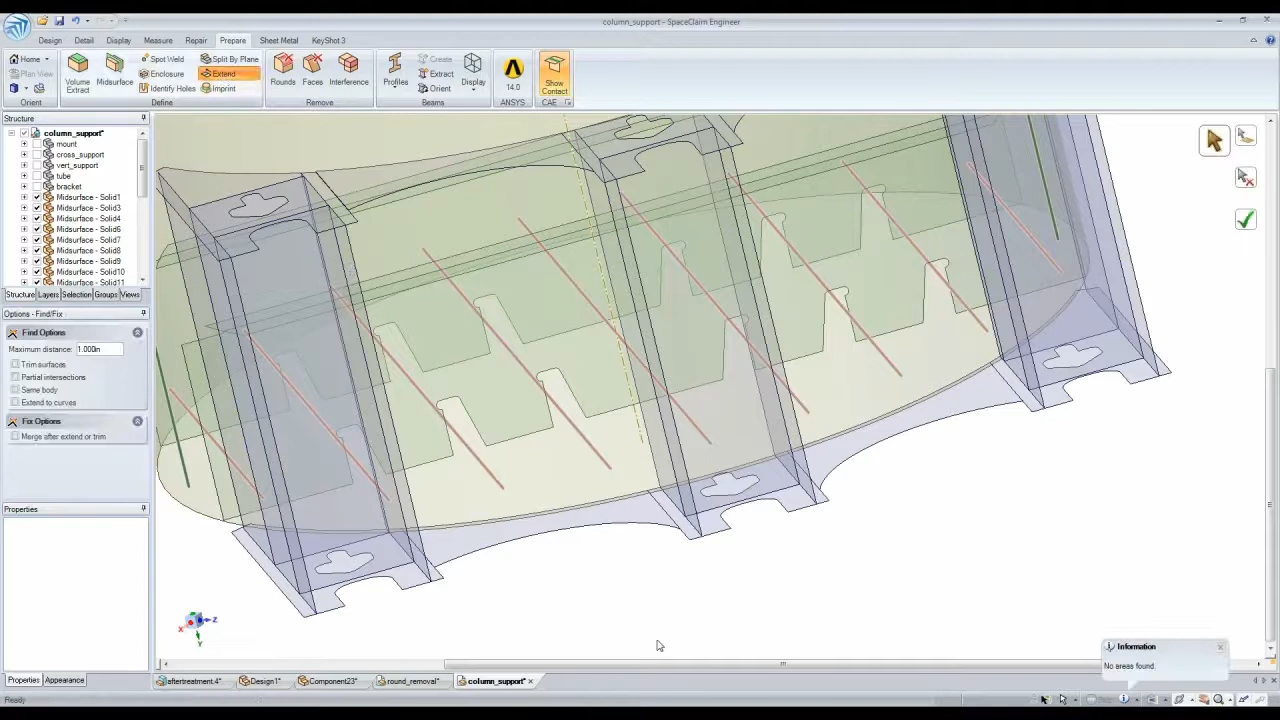 column_support - SpaceClaim Engineer
Design Detail Display Measure Repair Prepare Sheet Metal KeyShot 3
Home
Plan View
Orient
Volume Extract
Midsurface
Spot Weld
Enclosure
Identify Holes
Split By Plane
Extend
Imprint
Define
Rounds
Faces
Interference
Remove
Profiles
Create
Extract
Orient
Display
Beams
14.0
ANSYS
Show Contact
CAE
Structure
column_support*
mount
cross_support
vert_support
tube
bracket
Midsurface - Solid1
Midsurface - Solid3
Midsurface - Solid4
Midsurface - Solid6
Midsurface - Solid7
Midsurface - Solid8
Midsurface - Solid9
Midsurface - Solid10
Midsurface - Solid11
Structure Layers Selection Groups Views
Options - Find/Fix
Find Options
Maximum distance: 1.000in
Trim surfaces
Partial intersections
Same body
Extend to curves
Fix Options
Merge after extend or trim
Properties
X
Y
Z
Information
No areas found.
Properties Appearance
aftertreatment.4* Design1* Component23* round_removal* column_support*
Ready